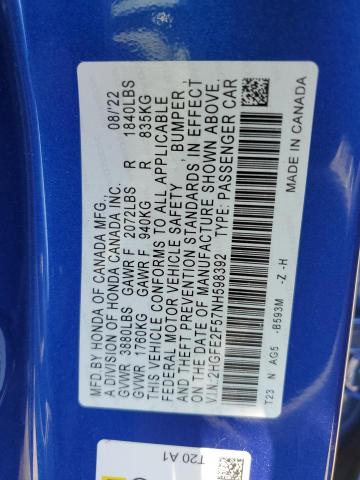 MFD BY HONDA OF CANADA MFG. 08/22
A DIVISION OF HONDA CANADA INC.
GVWR 3880LBS GAWR F 2072LBS R 1840LBS
GVWR 1760KG GAWR F 940KG R 835KG
THIS VEHICLE CONFORMS TO ALL APPLICABLE
FEDERAL MOTOR VEHICLE SAFETY, BUMPER,
AND THEFT PREVENTION STANDARDS IN EFFECT
ON THE DATE OF MANUFACTURE SHOWN ABOVE.
V.I.N:2HGFE2F57NH598392 TYPE: PASSENGER CAR
T23 N AG5 -B593M -Z -H MADE IN CANADA
T20 A1